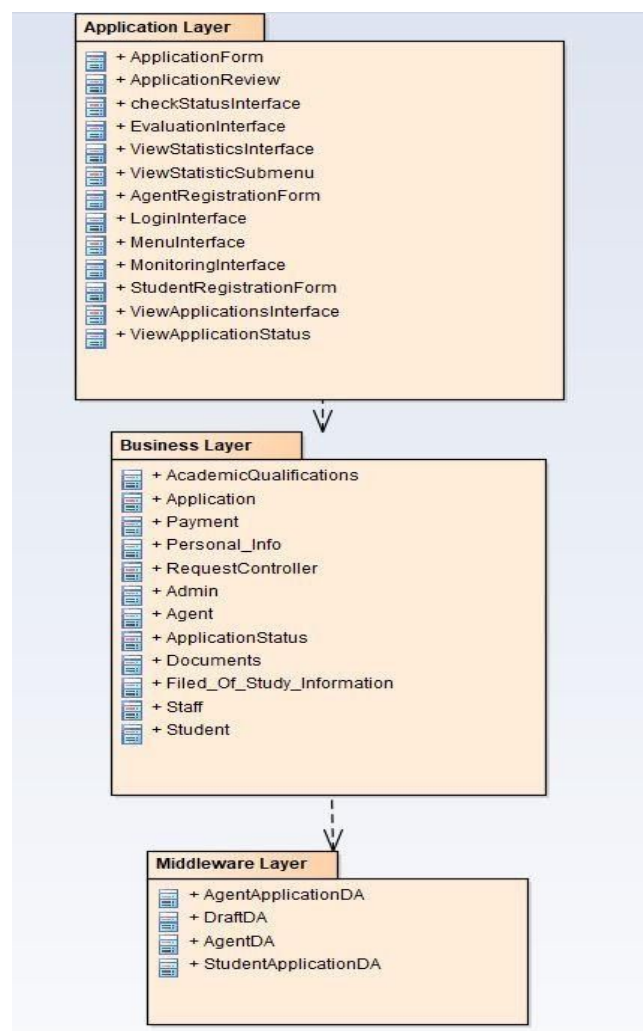 Application Layer
+ ApplicationForm
+ ApplicationReview
+ checkStatusInterface
+ EvaluationInterface
+ ViewStatisticsInterface
+ ViewStatisticSubmenu
+ AgentRegistrationForm
+ LoginInterface
+ MenuInterface
+ MonitoringInterface
+ StudentRegistrationForm
+ ViewApplicationsInterface
+ ViewApplicationStatus
Business Layer
+ AcademicQualifications
+ Application
+ Payment
+ Personal_Info
+ RequestController
+ Admin
+ Agent
+ ApplicationStatus
+ Documents
+ Filed_Of_Study_Information
+ Staff
+ Student
Middleware Layer
+ AgentApplicationDA
+ DraftDA
+ AgentDA
+ StudentApplicationDA